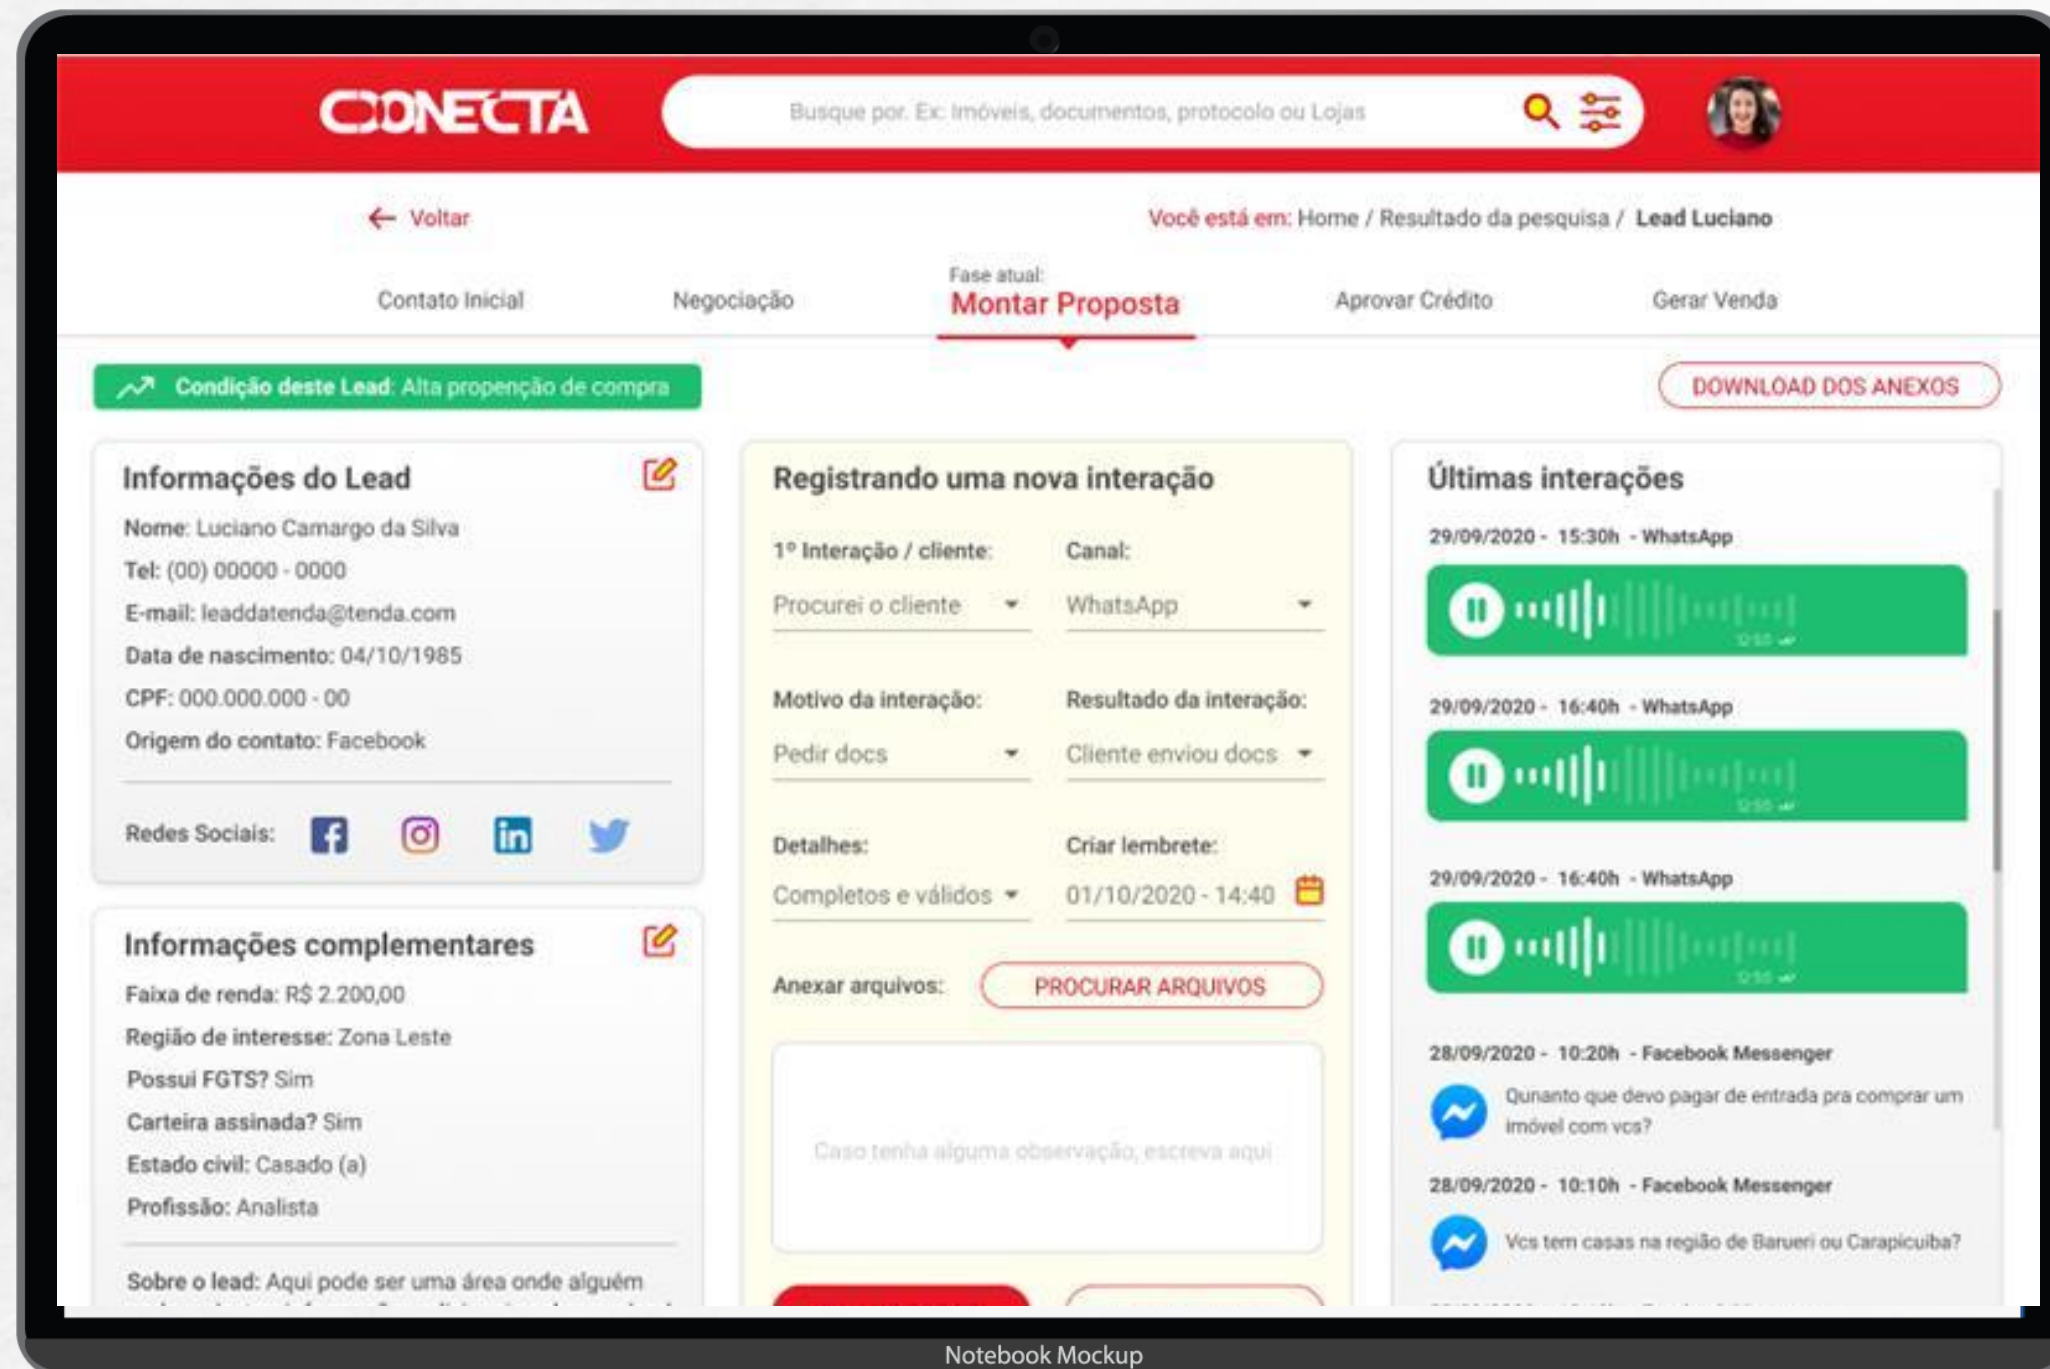 CONECTA
Busque por. Ex: Imóveis, documentos, protocolo ou Lojas
Voltar
Você está em: Home / Resultado da pesquisa / Lead Luciano
Contato Inicial
Negociação
Fase atual:
Montar Proposta
Aprovar Crédito
Gerar Venda
Condição deste Lead: Alta propenção de compra
DOWNLOAD DOS ANEXOS
Informações do Lead
Nome: Luciano Camargo da Silva
Tel: (00) 00000 - 0000
E-mail: leaddatenda@tenda.com
Data de nascimento: 04/10/1985
CPF: 000.000.000 - 00
Origem do contato: Facebook
Redes Sociais:
Informações complementares
Faixa de renda: R$ 2.200,00
Região de interesse: Zona Leste
Possui FGTS? Sim
Carteira assinada? Sim
Estado civil: Casado (a)
Profissão: Analista
Sobre o lead: Aqui pode ser uma área onde alguém
Registrando uma nova interação
1º Interação / cliente:
Procurei o cliente
Canal:
WhatsApp
Motivo da interação:
Pedir docs
Resultado da interação:
Cliente enviou docs
Detalhes:
Completos e válidos
Criar lembrete:
01/10/2020 - 14:40
Anexar arquivos:
PROCURAR ARQUIVOS
Caso tenha alguma observação, escreva aqui
Últimas interações
29/09/2020 - 15:30h - WhatsApp
12:50
29/09/2020 - 16:40h - WhatsApp
12:50
29/09/2020 - 16:40h - WhatsApp
12:50
28/09/2020 - 10:20h - Facebook Messenger
Qunanto que devo pagar de entrada pra comprar um
imóvel com vcs?
28/09/2020 - 10:10h - Facebook Messenger
Vcs tem casas na região de Barueri ou Carapicuiba?
Notebook Mockup